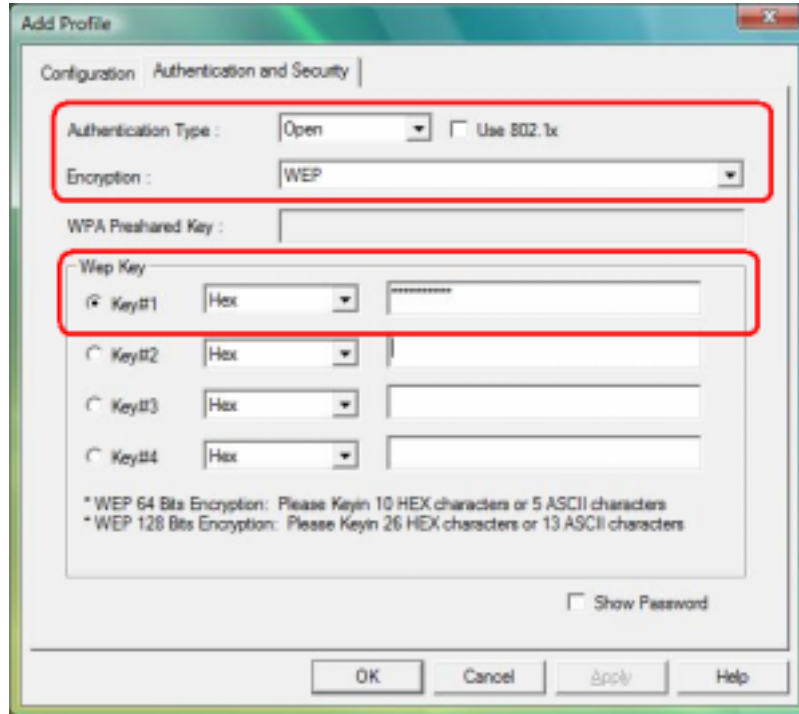 Add Profile
Configuration Authentication and Security
Authentication Type : Open Use 802.1x
Encryption : WEP
WPA Preshared Key :
Wep Key
Key#1 Hex **********
Key#2 Hex
Key#3 Hex
Key#4 Hex
* WEP 64 Bits Encryption: Please Keyin 10 HEX characters or 5 ASCII characters
* WEP 128 Bits Encryption: Please Keyin 26 HEX characters or 13 ASCII characters
Show Password
OK Cancel Apply Help